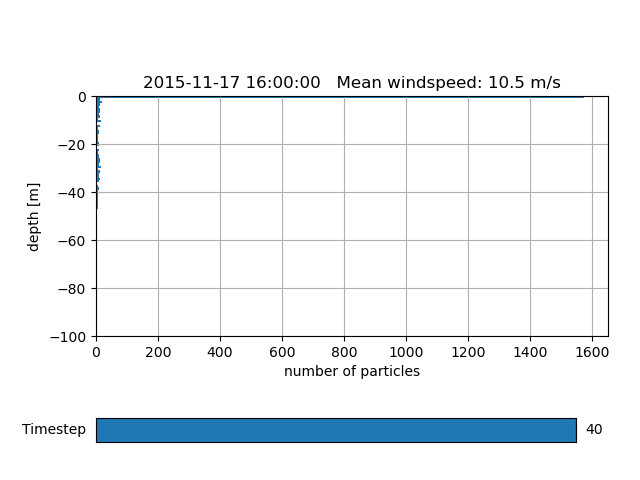 2015-11-17 16:00:00   Mean windspeed: 10.5 m/s
0
−20
−40
−60
−80
−100
depth [m]
0 200 400 600 800 1000 1200 1400 1600
number of particles
Timestep 40